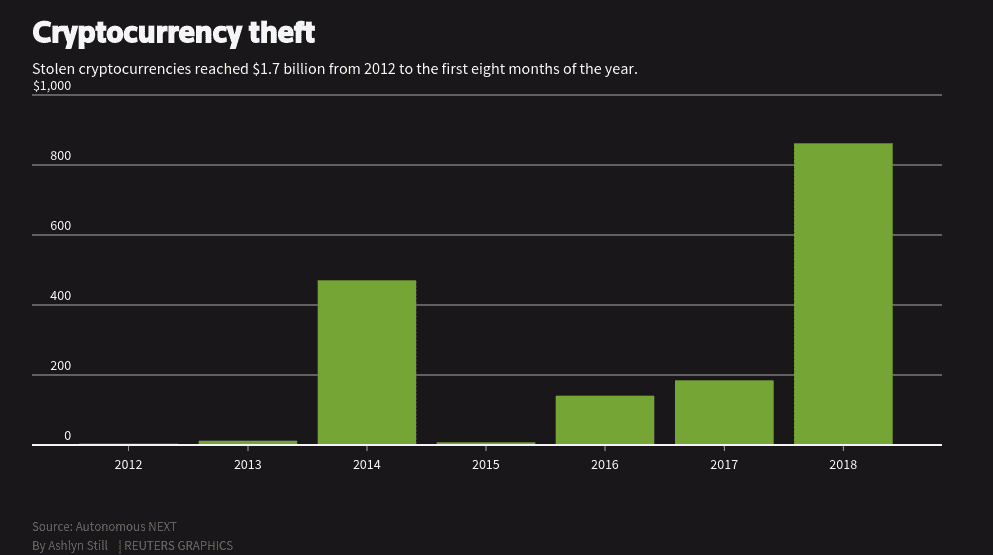 Cryptocurrency theft
Stolen cryptocurrencies reached $1.7 billion from 2012 to the first eight months of the year.
$1,000
800
600
400
200
0
2012 2013 2014 2015 2016 2017 2018
Source: Autonomous NEXT
By Ashlyn Still | REUTERS GRAPHICS